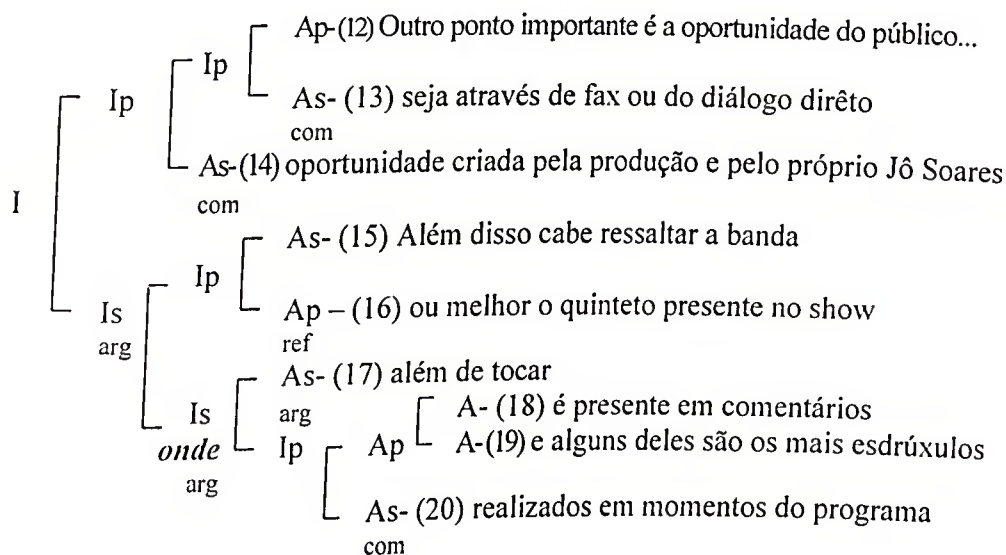 Ap-(12) Outro ponto importante é a oportunidade do público...
Ip
Ip
As- (13) seja através de fax ou do diálogo dirêto
com
As-(14) oportunidade criada pela produção e pelo próprio Jô Soares
I
com
As- (15) Além disso cabe ressaltar a banda
Ip
Is
Ap – (16) ou melhor o quinteto presente no show
arg
ref
As- (17) além de tocar
Is
arg
A- (18) é presente em comentários
onde
Ip
Ap
A-(19) e alguns deles são os mais esdrúxulos
arg
As- (20) realizados em momentos do programa
com